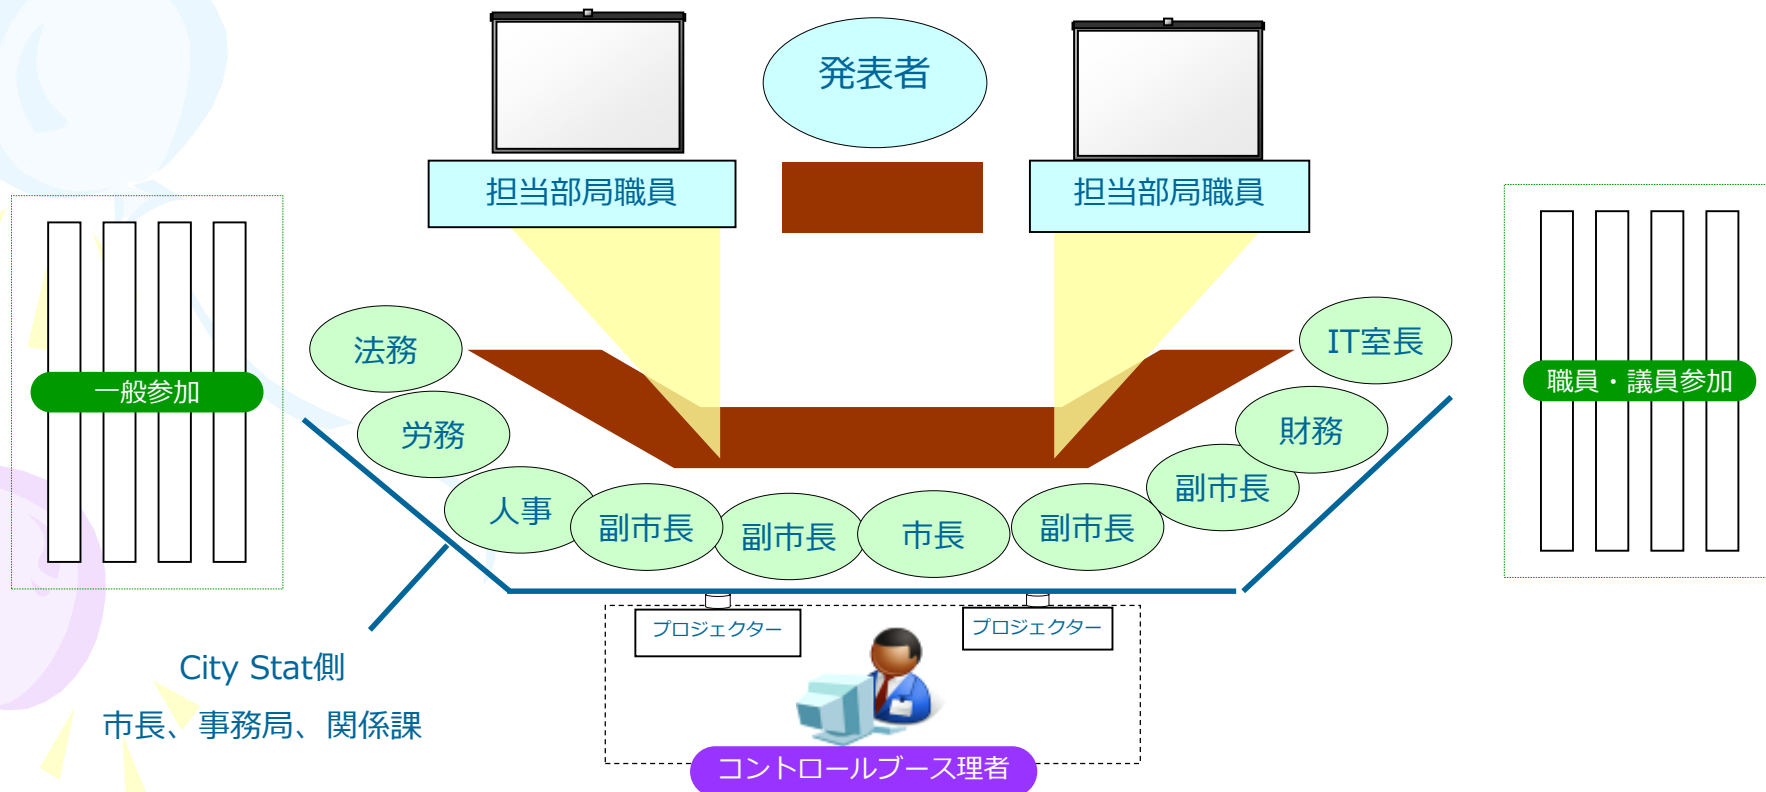 発表者
担当部局職員
担当部局職員
法務
IT室長
一般参加
職員・議員参加
労務
財務
人事
副市長
副市長
市長
副市長
副市長
プロジェクター
プロジェクター
City Stat側
市長、事務局、関係課
コントロールブース理者